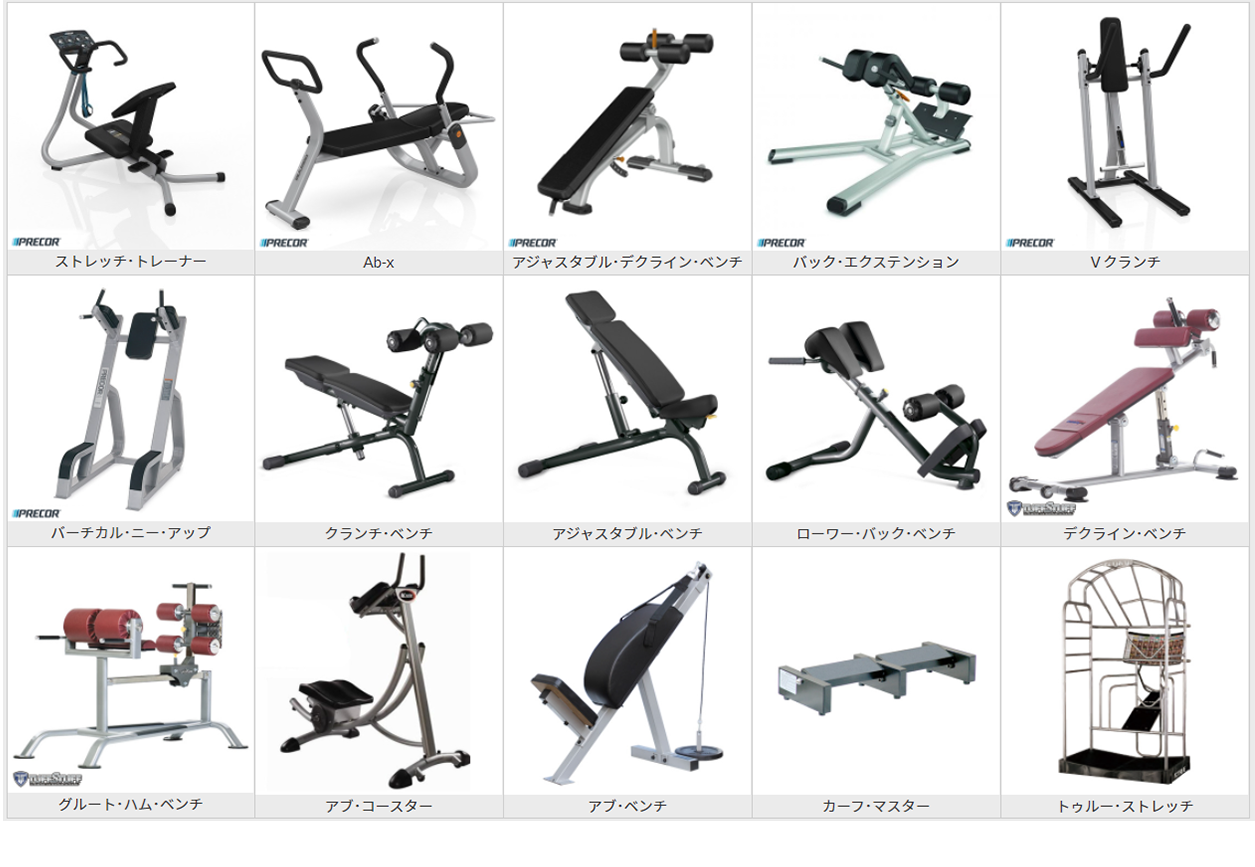 PRECOR
ストレッチ・トレーナー
PRECOR
Ab-x
PRECOR
アジャスタブル・デクライン・ベンチ
PRECOR
バック・エクステンション
PRECOR
Vクランチ
PRECOR
バーチカル・ニー・アップ
クランチ・ベンチ
アジャスタブル・ベンチ
ローワー・バック・ベンチ
TUFFSTUFF
デクライン・ベンチ
TUFFSTUFF
グルート・ハム・ベンチ
アブ・コースター
アブ・ベンチ
カーフ・マスター
トゥルー・ストレッチ